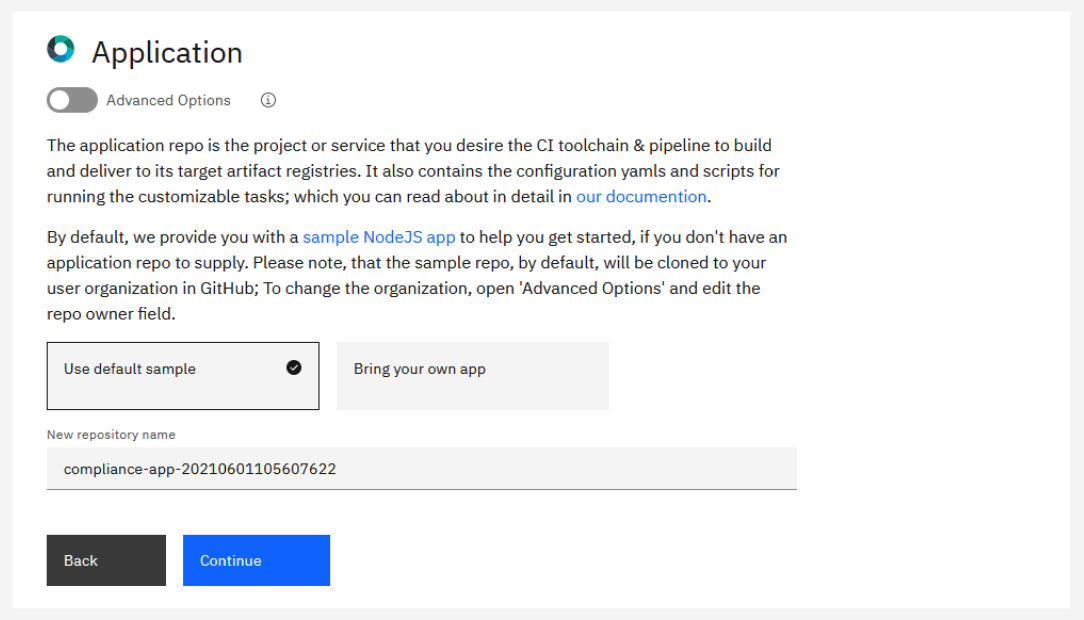 Application
Advanced Options
The application repo is the project or service that you desire the CI toolchain & pipeline to build
and deliver to its target artifact registries. It also contains the configuration yamls and scripts for
running the customizable tasks; which you can read about in detail in our documention.
By default, we provide you with a sample NodeJS app to help you get started, if you don't have an
application repo to supply. Please note, that the sample repo, by default, will be cloned to your
user organization in GitHub; To change the organization, open 'Advanced Options' and edit the
repo owner field.
Use default sample
Bring your own app
New repository name
compliance-app-20210601105607622
Back
Continue